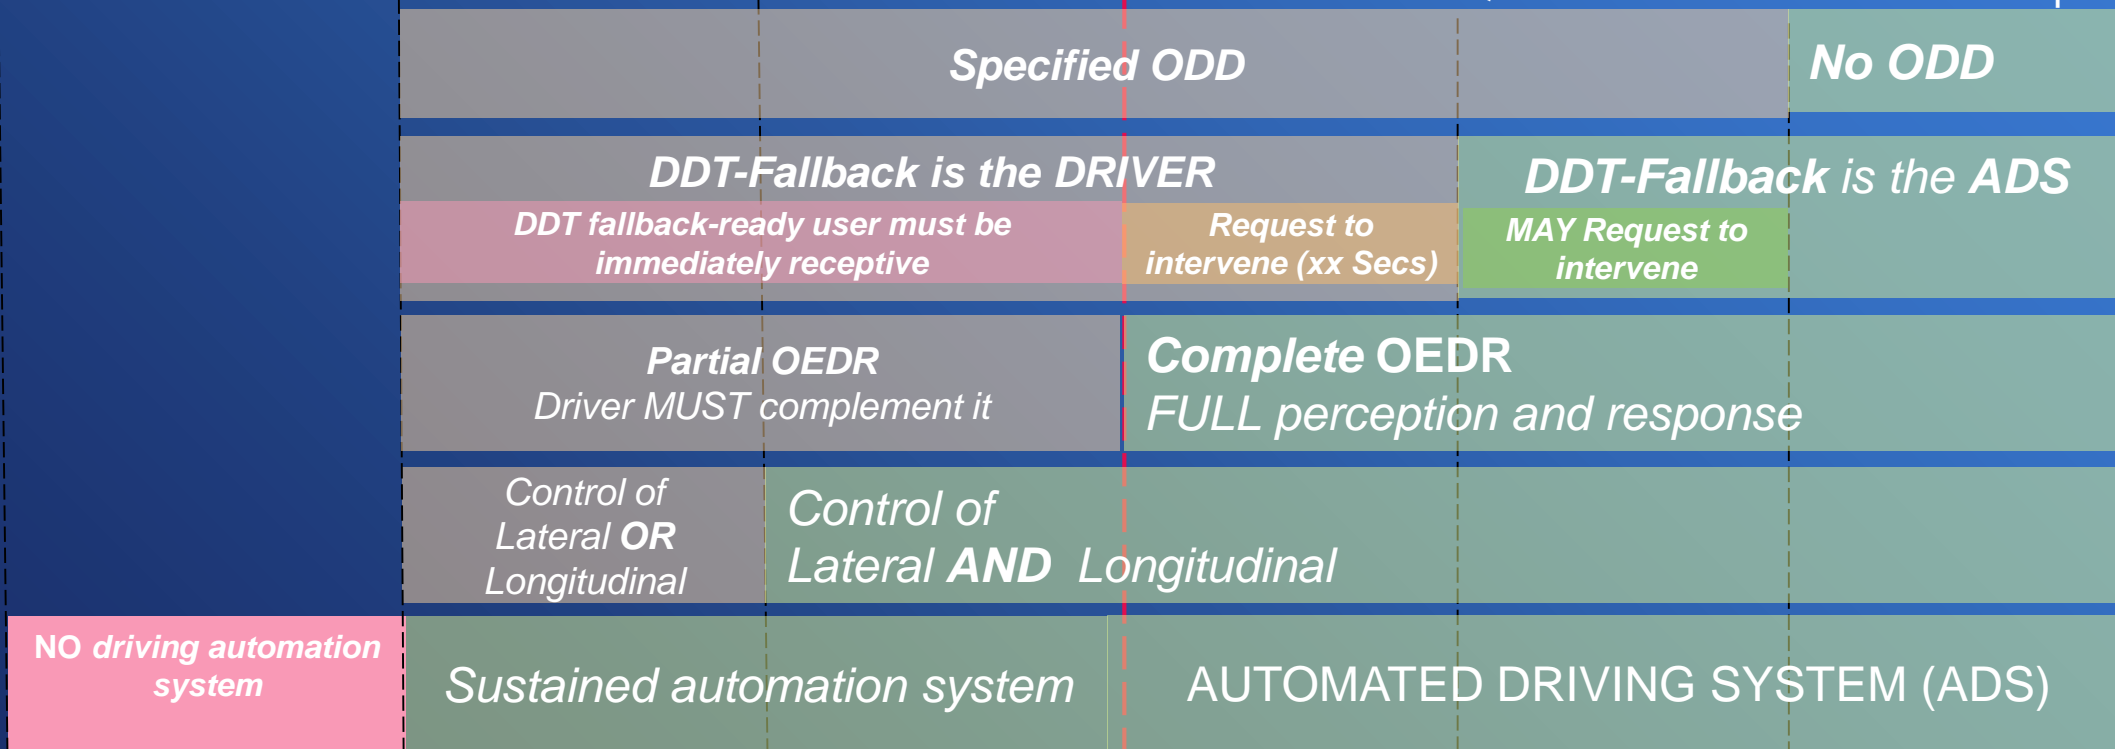 Specified ODD
No ODD
DDT-Fallback is the DRIVER
DDT-Fallback is the ADS
DDT fallback-ready user must be
immediately receptive
Request to
intervene (xx Secs)
MAY Request to
intervene
Partial OEDR
Driver MUST complement it
Complete OEDR
FULL perception and response
Control of
Lateral OR
Longitudinal
Control of
Lateral AND Longitudinal
NO driving automation
system
Sustained automation system
AUTOMATED DRIVING SYSTEM (ADS)